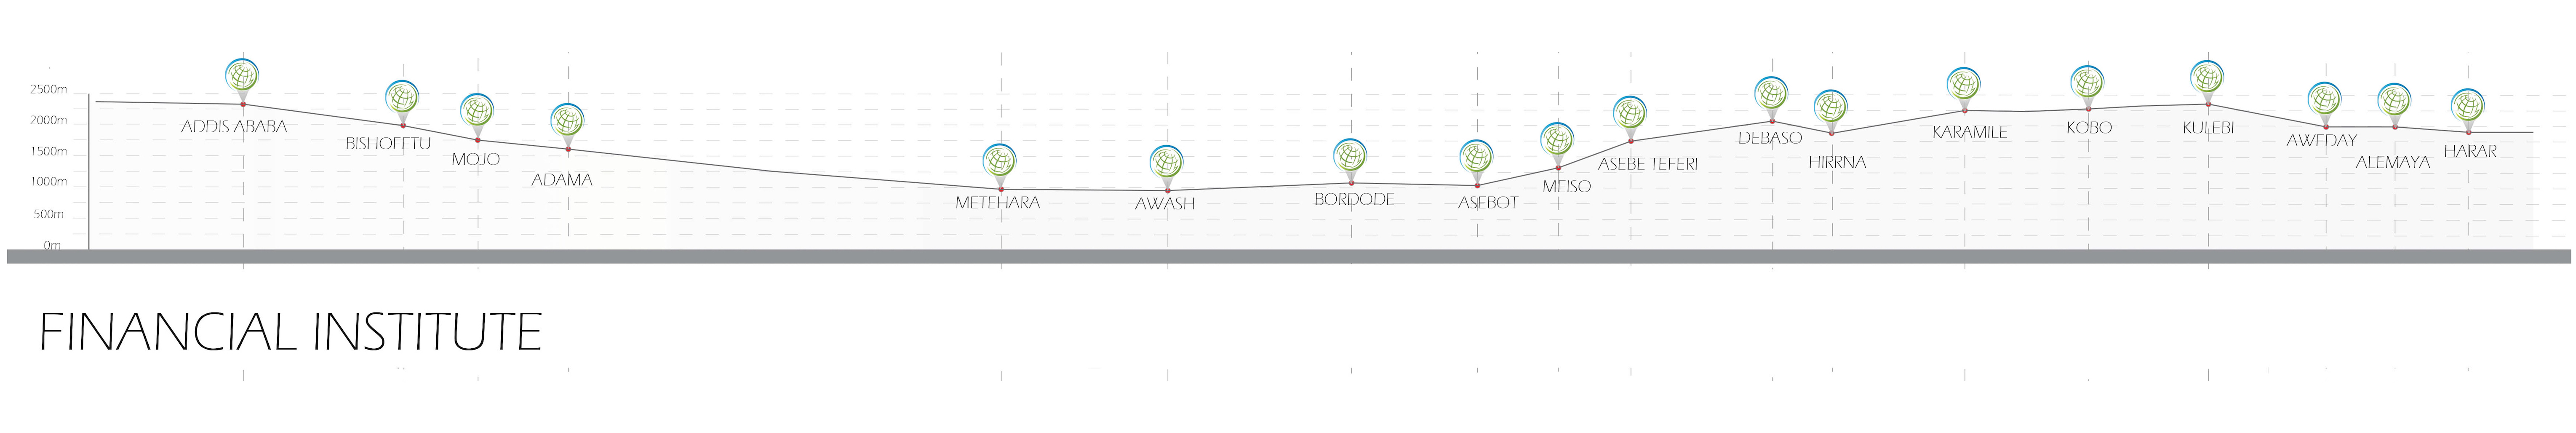 2500m
2000m
1500m
1000m
500m
0m
ADDIS ABABA
BISHOFETU
MOJO
ADAMA
METEHARA
AWASH
BORDODE
ASEBOT
MEISO
ASEBE TEFERI
DEBASO
HIRRNA
KARAMILE
KOBO
KULEBI
AWEDAY
ALEMAYA
HARAR
FINANCIAL INSTITUTE